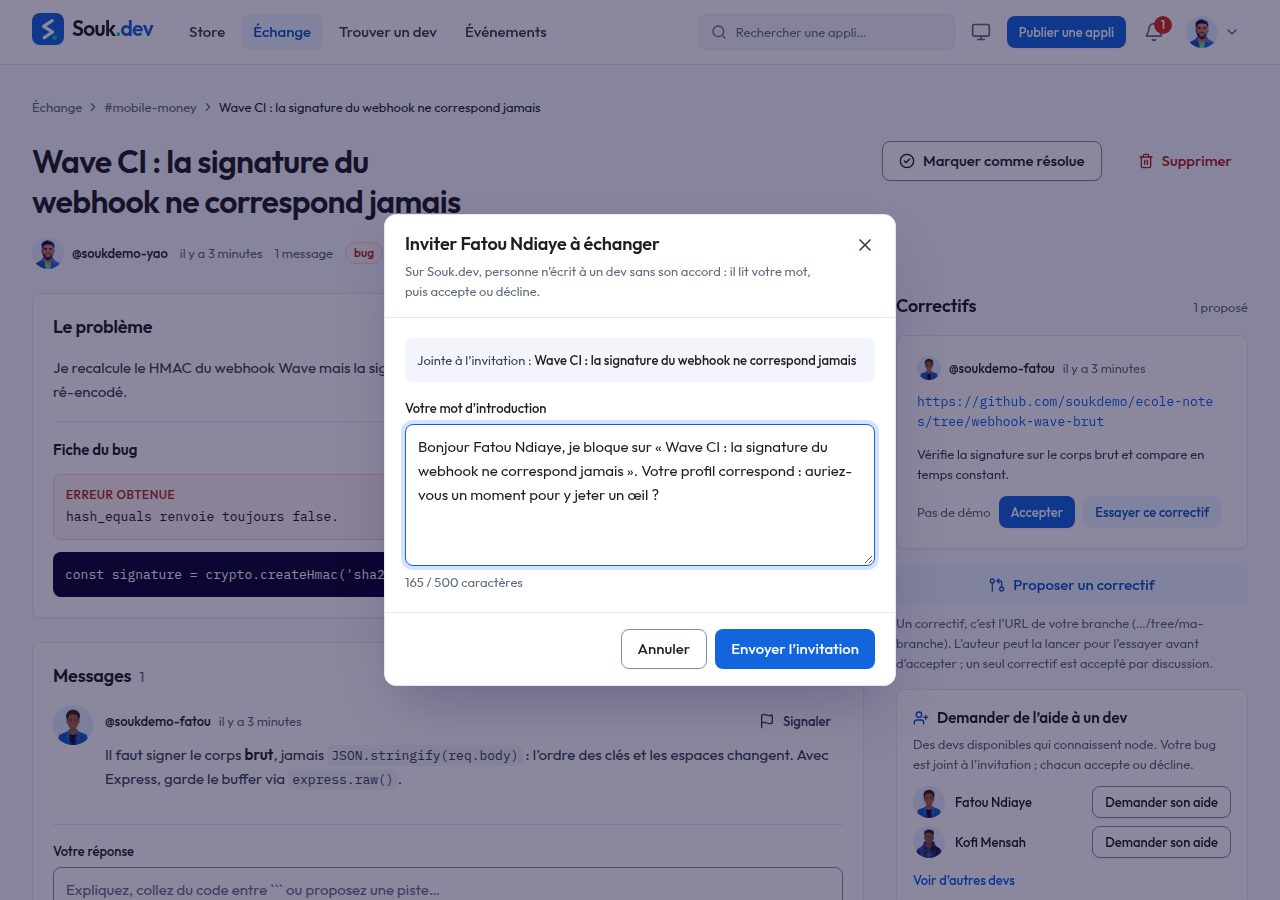 Souk.dev
Store
Échange
Trouver un dev
Événements
Rechercher une appli…
Publier une appli
1
Échange
#mobile-money
Wave CI : la signature du webhook ne correspond jamais
Wave CI : la signature du
webhook ne correspond jamais
Marquer comme résolue
Supprimer
@soukdemo-yao
il y a 3 minutes
1 message
bug
Inviter Fatou Ndiaye à échanger
Sur Souk.dev, personne n’écrit à un dev sans son accord : il lit votre mot,
puis accepte ou décline.
Jointe à l’invitation : Wave CI : la signature du webhook ne correspond jamais
Votre mot d’introduction
Bonjour Fatou Ndiaye, je bloque sur « Wave CI : la signature du
webhook ne correspond jamais ». Votre profil correspond : auriez-
vous un moment pour y jeter un œil ?
165 / 500 caractères
Annuler
Envoyer l’invitation
Le problème
Je recalcule le HMAC du webhook Wave mais la sig
ré-encodé.
Fiche du bug
ERREUR OBTENUE
hash_equals renvoie toujours false.
const signature = crypto.createHmac('sha2
Messages 1
@soukdemo-fatou
il y a 3 minutes
Signaler
Il faut signer le corps brut, jamais JSON.stringify(req.body) : l’ordre des clés et les espaces changent. Avec
Express, garde le buffer via express.raw().
Votre réponse
Expliquez, collez du code entre ``` ou proposez une piste…
Correctifs
1 proposé
@soukdemo-fatou
il y a 3 minutes
https://github.com/soukdemo/ecole-note
s/tree/webhook-wave-brut
Vérifie la signature sur le corps brut et compare en
temps constant.
Pas de démo
Accepter
Essayer ce correctif
Proposer un correctif
Un correctif, c’est l’URL de votre branche (…/tree/ma-
branche). L’auteur peut la lancer pour l’essayer avant
d’accepter ; un seul correctif est accepté par discussion.
Demander de l’aide à un dev
Des devs disponibles qui connaissent node. Votre bug
est joint à l’invitation ; chacun accepte ou décline.
Fatou Ndiaye
Demander son aide
Kofi Mensah
Demander son aide
Voir d’autres devs